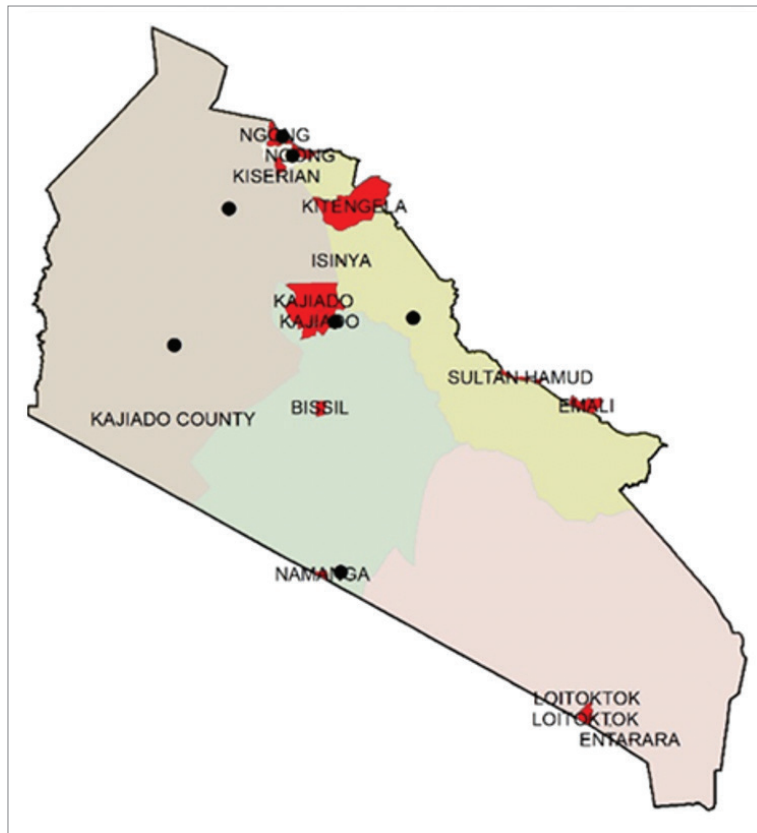 NGONG
NGONG
KISERIAN
KITENGELA
ISINYA
KAJIADO
KAJIADO
SULTAN HAMUD
EMALI
BISSIL
KAJIADO COUNTY
NAMANGA
LOITOKTOK
LOITOKTOK
ENTARARA